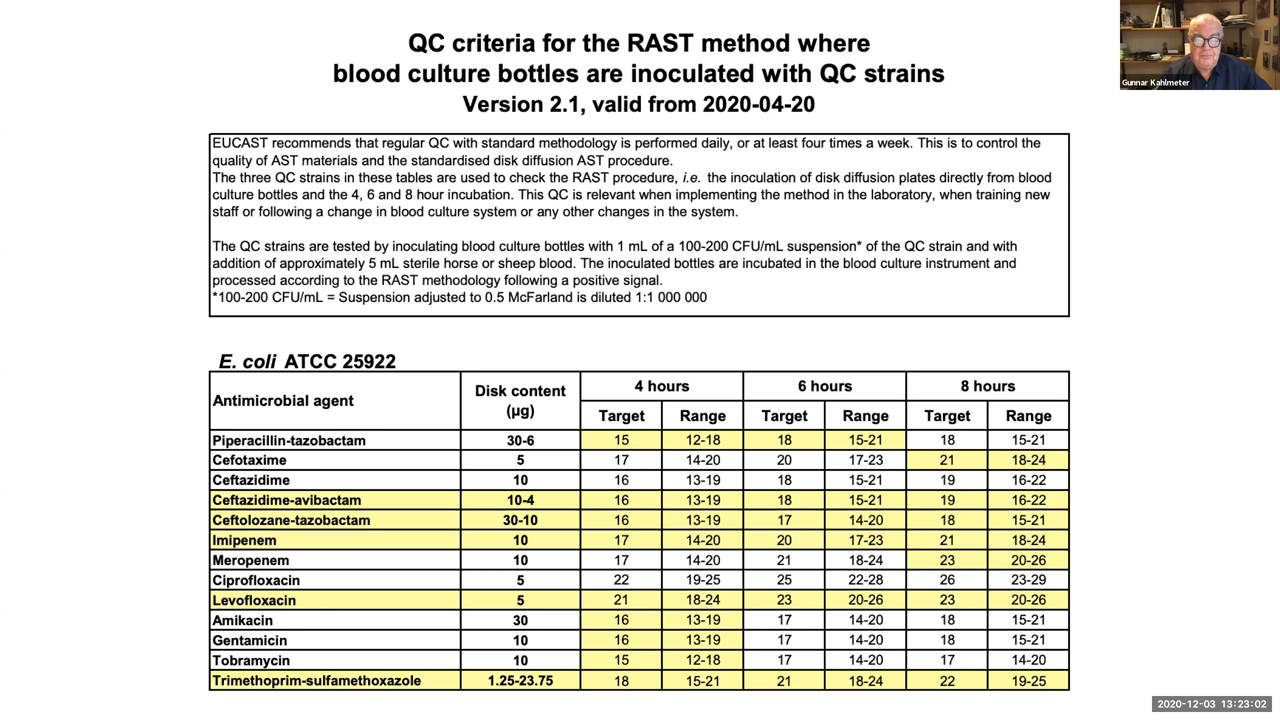 QC criteria for the RAST method where
blood culture bottles are inoculated with QC strains
Version 2.1, valid from 2020-04-20
Gunnar Kahlmeter
EUCAST recommends that regular QC with standard methodology is performed daily, or at least four times a week. This is to control the
quality of AST materials and the standardised disk diffusion AST procedure.
The three QC strains in these tables are used to check the RAST procedure, i.e. the inoculation of disk diffusion plates directly from blood
culture bottles and the 4, 6 and 8 hour incubation. This QC is relevant when implementing the method in the laboratory, when training new
staff or following a change in blood culture system or any other changes in the system.
The QC strains are tested by inoculating blood culture bottles with 1 mL of a 100-200 CFU/mL suspension* of the QC strain and with
addition of approximately 5 mL sterile horse or sheep blood. The inoculated bottles are incubated in the blood culture instrument and
processed according to the RAST methodology following a positive signal.
*100-200 CFU/mL = Suspension adjusted to 0.5 McFarland is diluted 1:1 000 000
E. coli ATCC 25922
Antimicrobial agent Disk content (µg) 4 hours 6 hours 8 hours
Target Range Target Range Target Range
Piperacillin-tazobactam 30-6 15 12-18 18 15-21 18 15-21
Cefotaxime 5 17 14-20 20 17-23 21 18-24
Ceftazidime 10 16 13-19 18 15-21 19 16-22
Ceftazidime-avibactam 10-4 16 13-19 18 15-21 19 16-22
Ceftolozane-tazobactam 30-10 16 13-19 17 14-20 18 15-21
Imipenem 10 17 14-20 20 17-23 21 18-24
Meropenem 10 17 14-20 21 18-24 23 20-26
Ciprofloxacin 5 22 19-25 25 22-28 26 23-29
Levofloxacin 5 21 18-24 23 20-26 23 20-26
Amikacin 30 16 13-19 17 14-20 18 15-21
Gentamicin 10 16 13-19 17 14-20 18 15-21
Tobramycin 10 15 12-18 17 14-20 17 14-20
Trimethoprim-sulfamethoxazole 1.25-23.75 18 15-21 21 18-24 22 19-25
2020-12-03 13:23:02